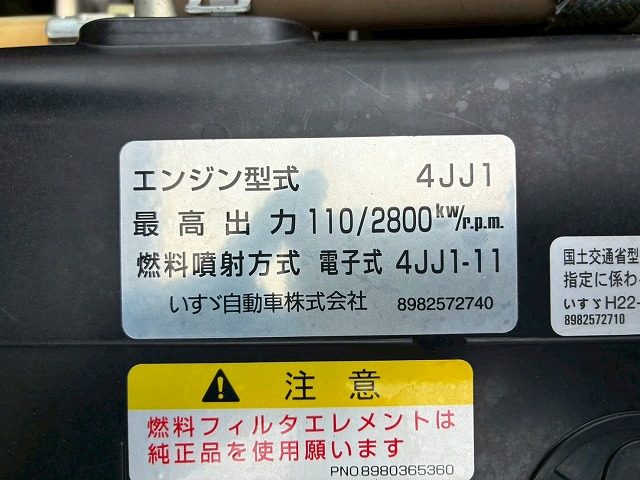 エンジン型式 4JJ1
最高出力 110/2800kw/r.p.m.
燃料噴射方式 電子式 4JJ1-11
いすゞ自動車株式会社 8982572740
国土交通省型
指定に係わ
いすゞH22-
8982572710
注意
燃料フィルタエレメントは
純正品を使用願います
PNO8980365360